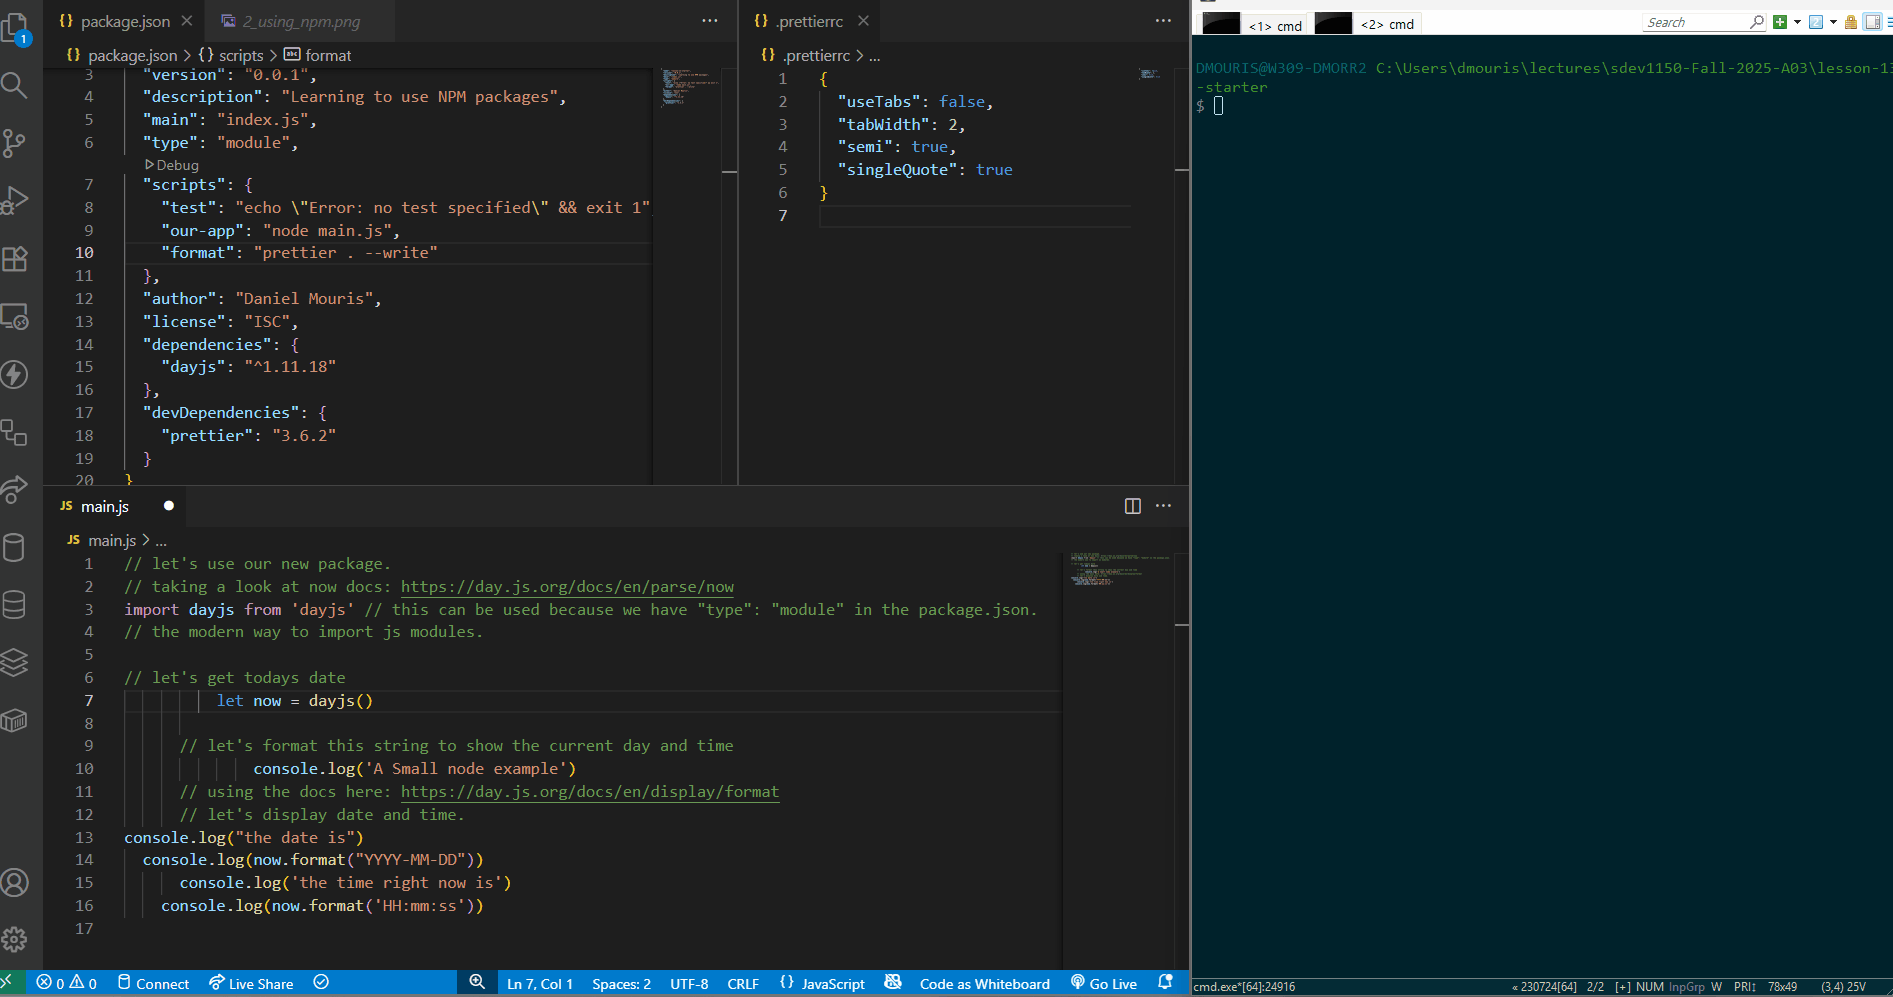 package.json
2_using_npm.png
package.json > {} scripts > format
3 "version": "0.0.1",
4 "description": "Learning to use NPM packages",
5 "main": "index.js",
6 "type": "module",
Debug
7 "scripts": {
8 "test": "echo \"Error: no test specified\" && exit 1"
9 "our-app": "node main.js",
10 "format": "prettier . --write"
11 },
12 "author": "Daniel Mouris",
13 "license": "ISC",
14 "dependencies": {
15 "dayjs": "^1.11.18"
16 },
17 "devDependencies": {
18 "prettier": "3.6.2"
19 }
20 }
.prettierrc
.prettierrc > ...
1 {
2 "useTabs": false,
3 "tabWidth": 2,
4 "semi": true,
5 "singleQuote": true
6 }
7
JS main.js
JS main.js > ...
1 // let's use our new package.
2 // taking a look at now docs: https://day.js.org/docs/en/parse/now
3 import dayjs from 'dayjs' // this can be used because we have "type": "module" in the package.json.
4 // the modern way to import js modules.
5
6 // let's get todays date
7 let now = dayjs()
8
9 // let's format this string to show the current day and time
10 console.log('A Small node example')
11 // using the docs here: https://day.js.org/docs/en/display/format
12 // let's display date and time.
13 console.log("the date is")
14 console.log(now.format("YYYY-MM-DD"))
15 console.log('the time right now is')
16 console.log(now.format('HH:mm:ss'))
17
1
0 0 Connect Live Share Ln 7, Col 1 Spaces: 2 UTF-8 CRLF {} JavaScript Code as Whiteboard Go Live
<1> cmd <2> cmd Search
DMOURIS@W309-DMORR2 C:\Users\dmouris\lectures\sdev1150-Fall-2025-A03\lesson-13
-starter
$
cmd.exe*[64]:24916 « 230724[64] 2/2 [+] NUM InpGrp W PRI↕ 78x49 (3,4) 25V